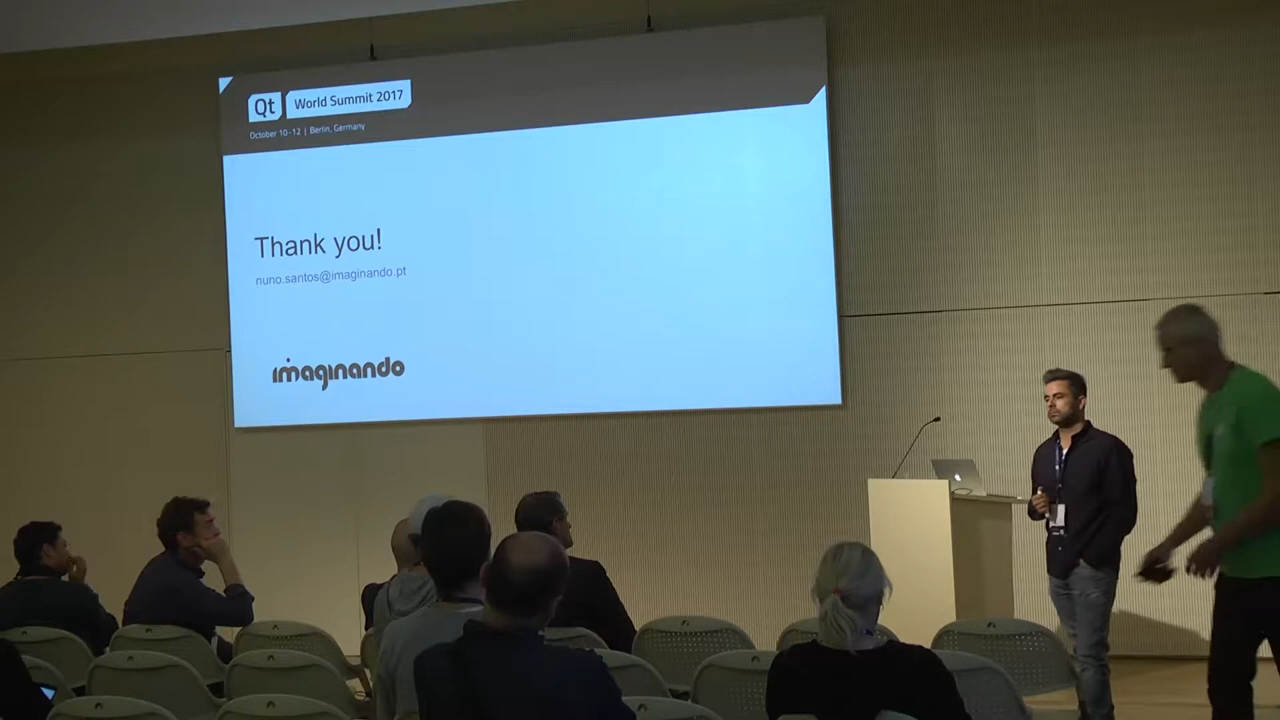 Qt World Summit 2017
October 10-12 | Berlin, Germany
Thank you!
nuno.santos@imaginando.pt
imaginando